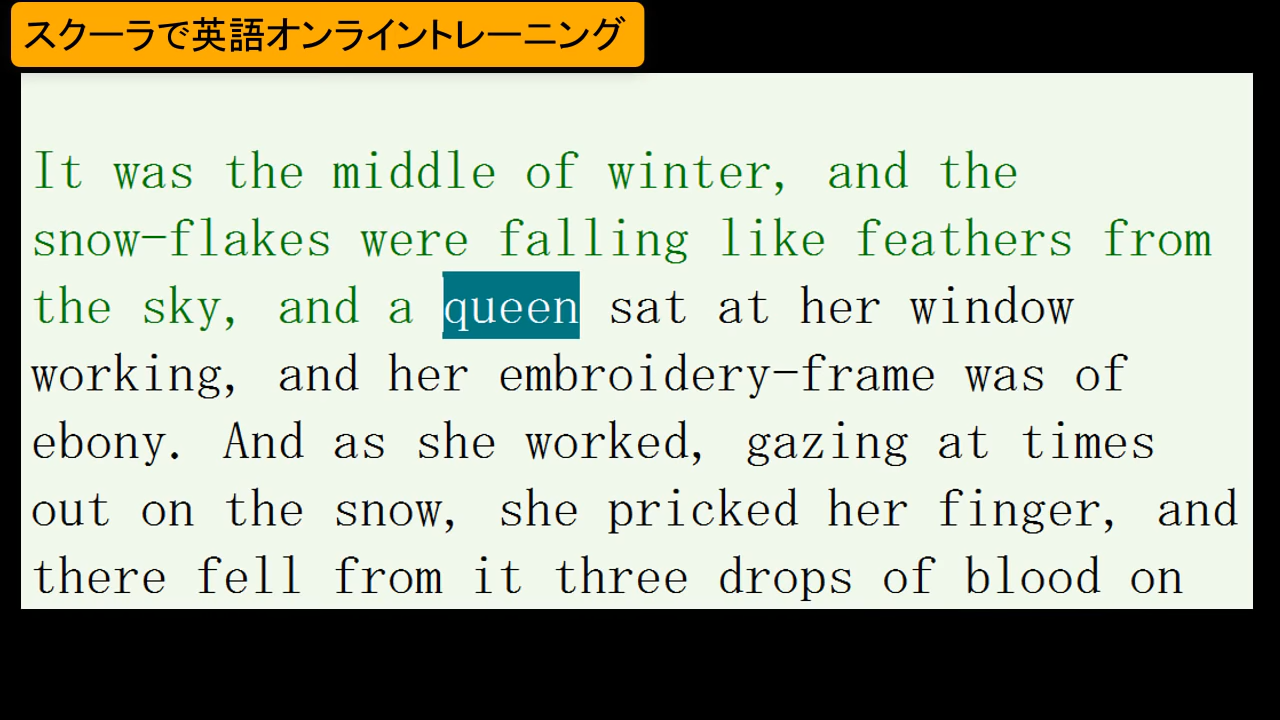 スクーラで英語オンライントレーニング
It was the middle of winter, and the
snow-flakes were falling like feathers from
the sky, and a queen sat at her window
working, and her embroidery-frame was of
ebony. And as she worked, gazing at times
out on the snow, she pricked her finger, and
there fell from it three drops of blood on